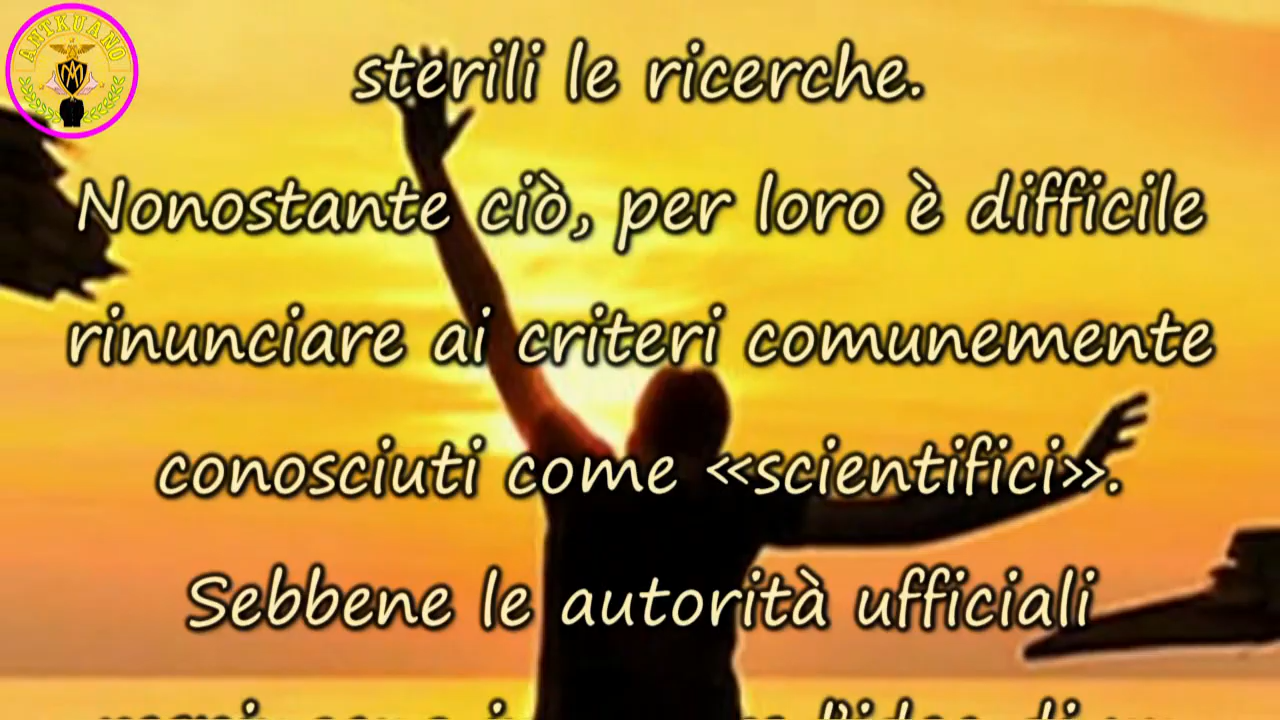 ANTKUANO
sterili le ricerche.
Nonostante ciò, per loro è difficile
rinunciare ai criteri comunemente
conosciuti come «scientifici».
Sebbene le autorità ufficiali